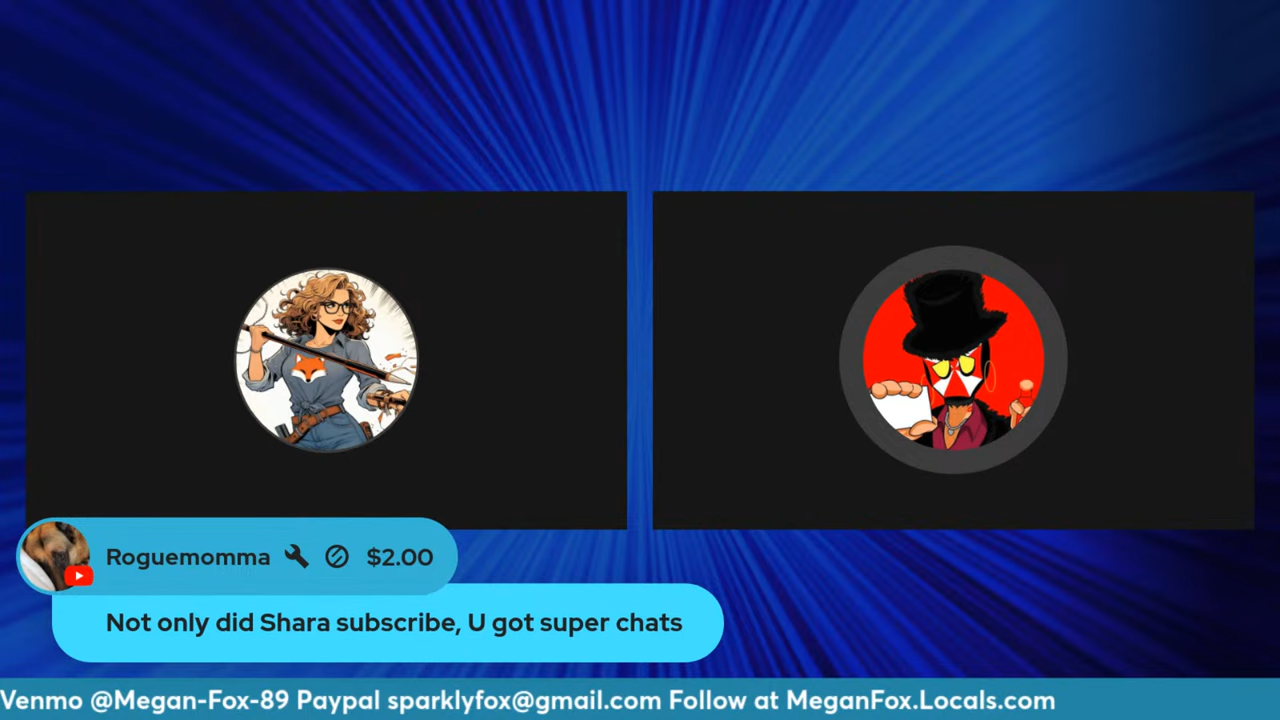 Roguemomma $2.00
Not only did Shara subscribe, U got super chats
Venmo @Megan-Fox-89 Paypal sparklyfox@gmail.com Follow at MeganFox.Locals.com